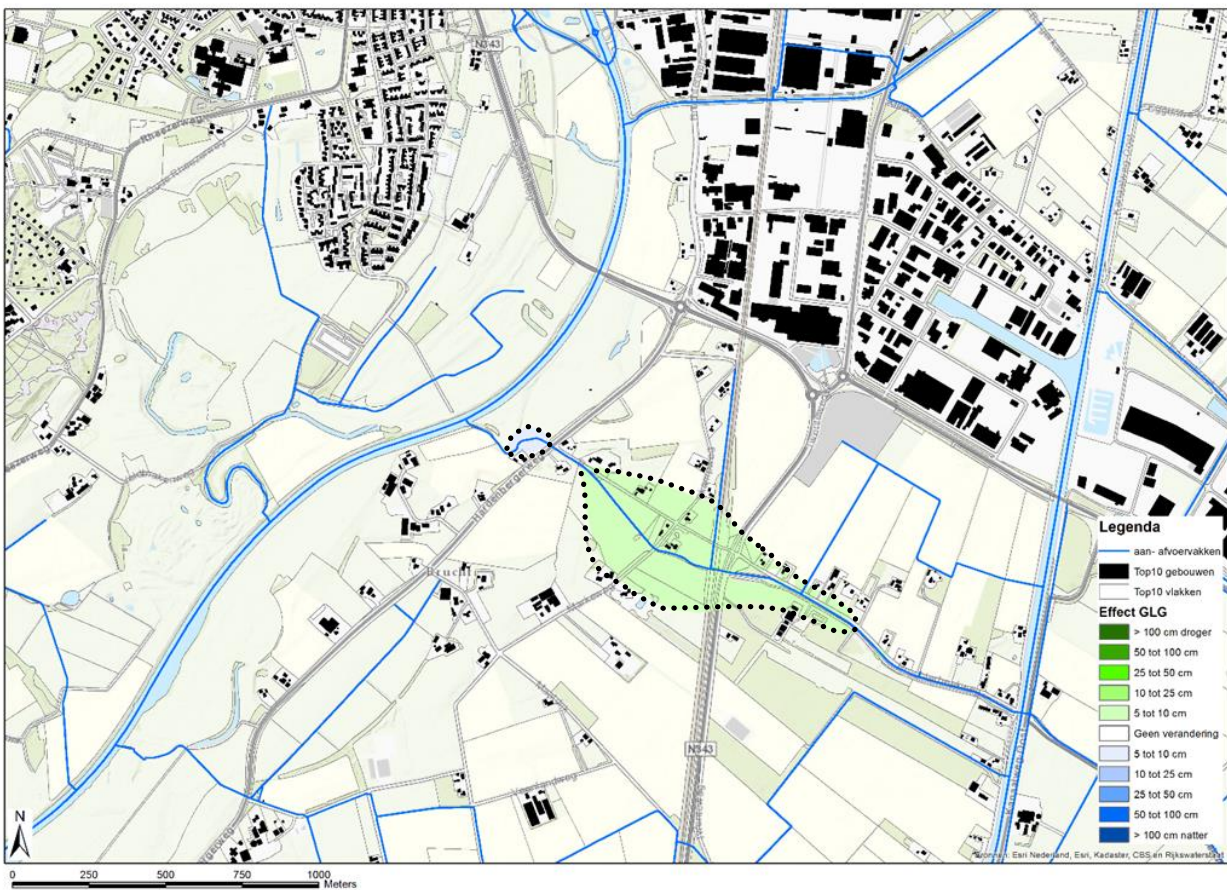 N343
Rheezerweg
Hardenbergerweg
Brucht
N343
Legenda
aan- afvoervakken
Top10 gebouwen
Top10 vlakken
Effect GLG
> 100 cm droger
50 tot 100 cm
25 tot 50 cm
10 tot 25 cm
5 tot 10 cm
Geen verandering
5 tot 10 cm
10 tot 25 cm
25 tot 50 cm
50 tot 100 cm
> 100 cm natter
Bronnen: Esri Nederland, Esri, Kadaster, CBS en Rijkswaterstaat
N
0 250 500 750 1000
Meters